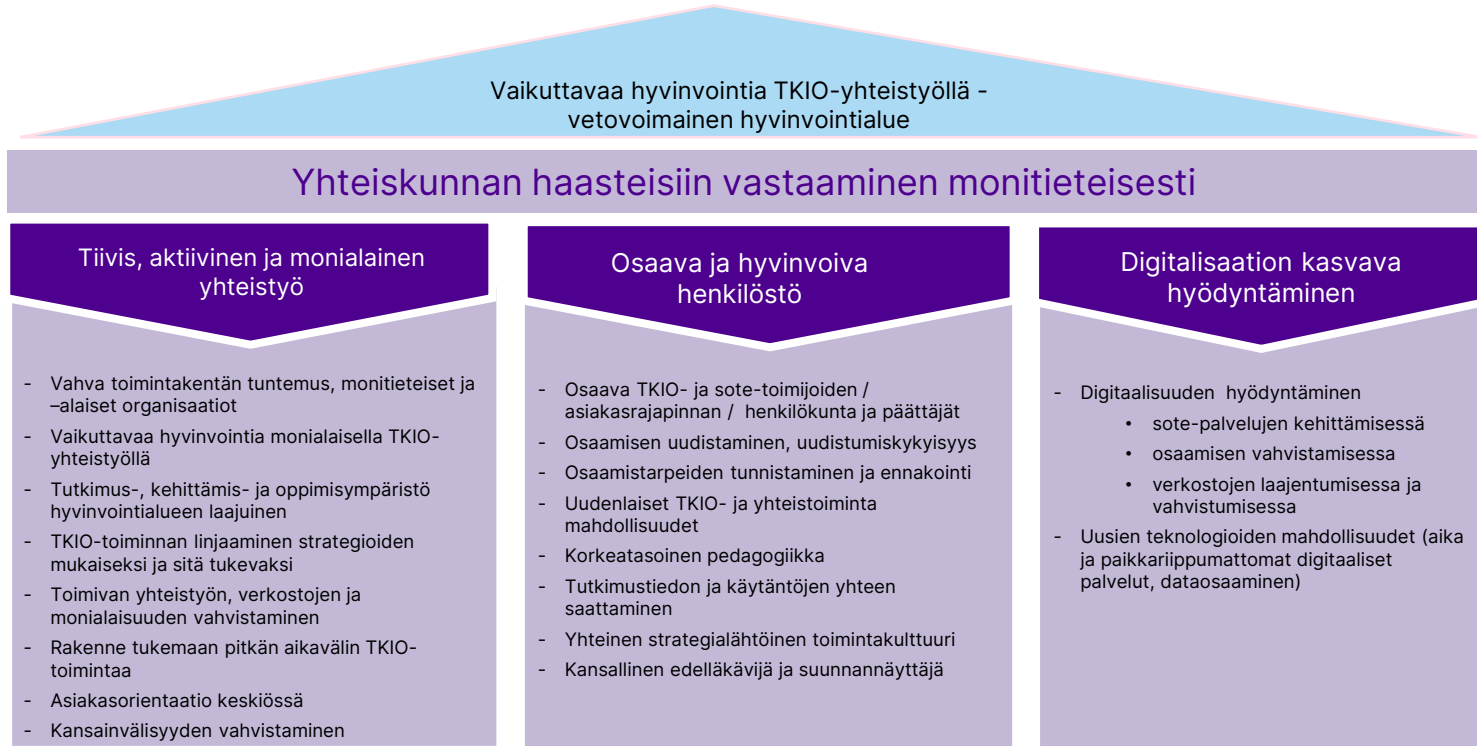 Vaikuttavaa hyvinvointia TKIO-yhteistyöllä -
vetovoimainen hyvinvointialue
Yhteiskunnan haasteisiin vastaaminen monitieteisesti
Tiivis, aktiivinen ja monialainen
yhteistyö
- Vahva toimintakentän tuntemus, monitieteiset ja
–alaiset organisaatiot
- Vaikuttavaa hyvinvointia monialaisella TKIO-
yhteistyöllä
- Tutkimus-, kehittämis- ja oppimisympäristö
hyvinvointialueen laajuinen
- TKIO-toiminnan linjaaminen strategioiden
mukaiseksi ja sitä tukevaksi
- Toimivan yhteistyön, verkostojen ja
monialaisuuden vahvistaminen
- Rakenne tukemaan pitkän aikavälin TKIO-
toimintaa
- Asiakasorientaatio keskiössä
- Kansainvälisyyden vahvistaminen
Osaava ja hyvinvoiva
henkilöstö
- Osaava TKIO- ja sote-toimijoiden /
asiakasrajapinnan / henkilökunta ja päättäjät
- Osaamisen uudistaminen, uudistumiskykyisyys
- Osaamistarpeiden tunnistaminen ja ennakointi
- Uudenlaiset TKIO- ja yhteistoiminta
mahdollisuudet
- Korkeatasoinen pedagogiikka
- Tutkimustiedon ja käytäntöjen yhteen
saattaminen
- Yhteinen strategialähtöinen toimintakulttuuri
- Kansallinen edelläkävijä ja suunnannäyttäjä
Digitalisaation kasvava
hyödyntäminen
- Digitaalisuuden hyödyntäminen
• sote-palvelujen kehittämisessä
• osaamisen vahvistamisessa
• verkostojen laajentumisessa ja
vahvistumisessa
- Uusien teknologioiden mahdollisuudet (aika
ja paikkariippumattomat digitaaliset
palvelut, dataosaaminen)